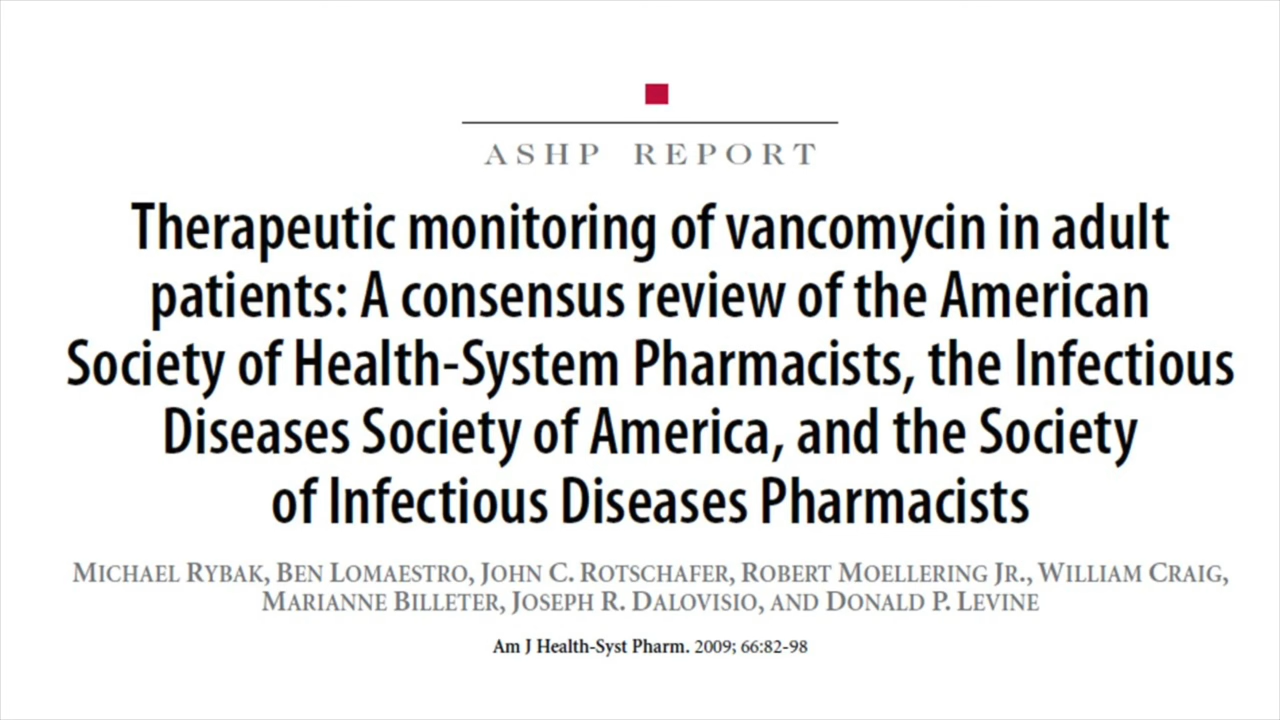 ASHP REPORT
Therapeutic monitoring of vancomycin in adult
patients: A consensus review of the American
Society of Health-System Pharmacists, the Infectious
Diseases Society of America, and the Society
of Infectious Diseases Pharmacists
MICHAEL RYBAK, BEN LOMAESTRO, JOHN C. ROTSCHAFER, ROBERT MOELLERING JR., WILLIAM CRAIG,
MARIANNE BILLETER, JOSEPH R. DALOVISIO, AND DONALD P. LEVINE
Am J Health-Syst Pharm. 2009; 66:82-98